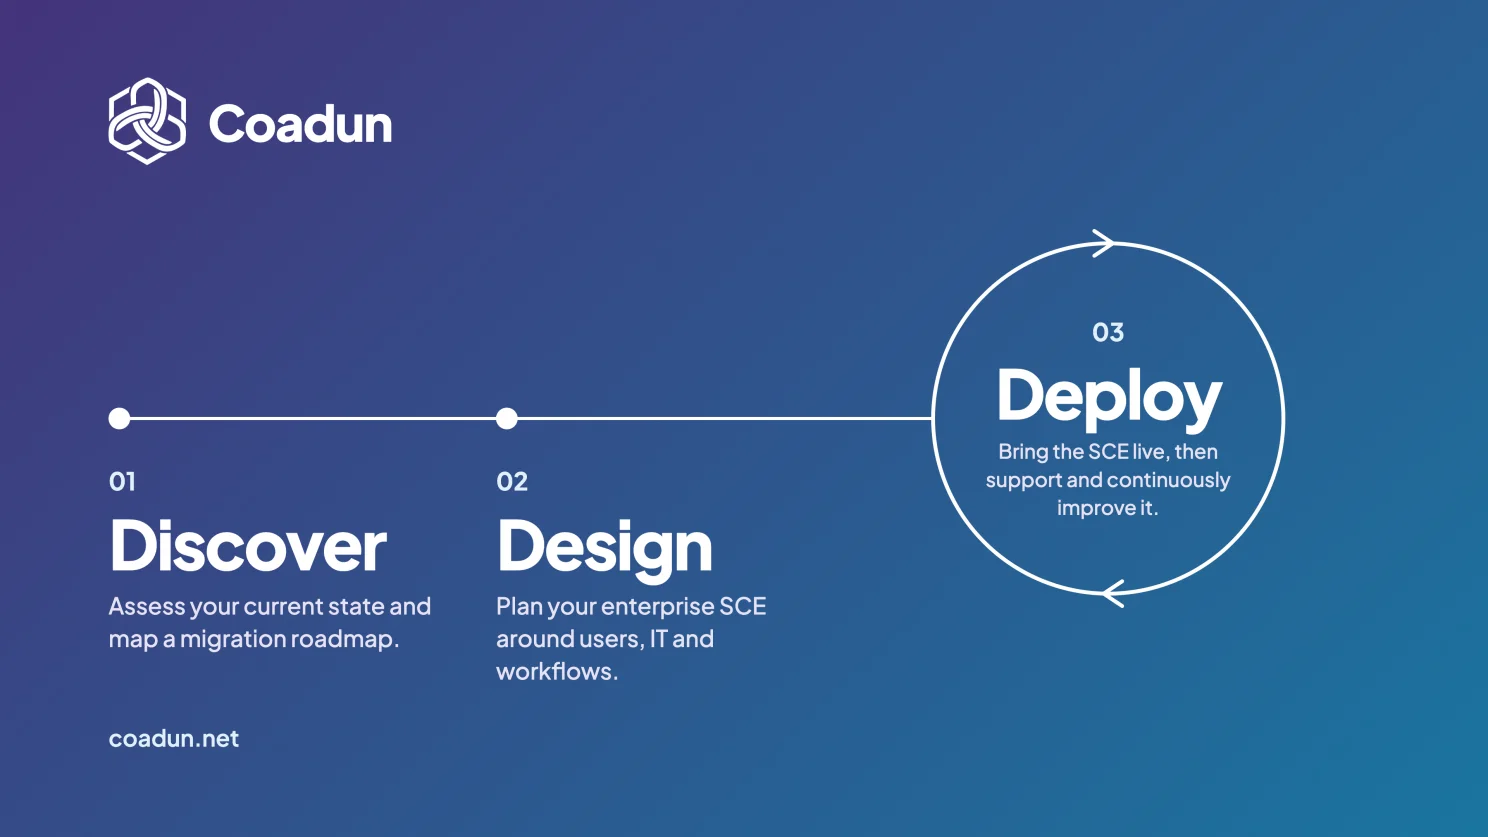 Coadun
01
Discover
Assess your current state and
map a migration roadmap.
02
Design
Plan your enterprise SCE
around users, IT and
workflows.
03
Deploy
Bring the SCE live, then
support and continuously
improve it.
coadun.net